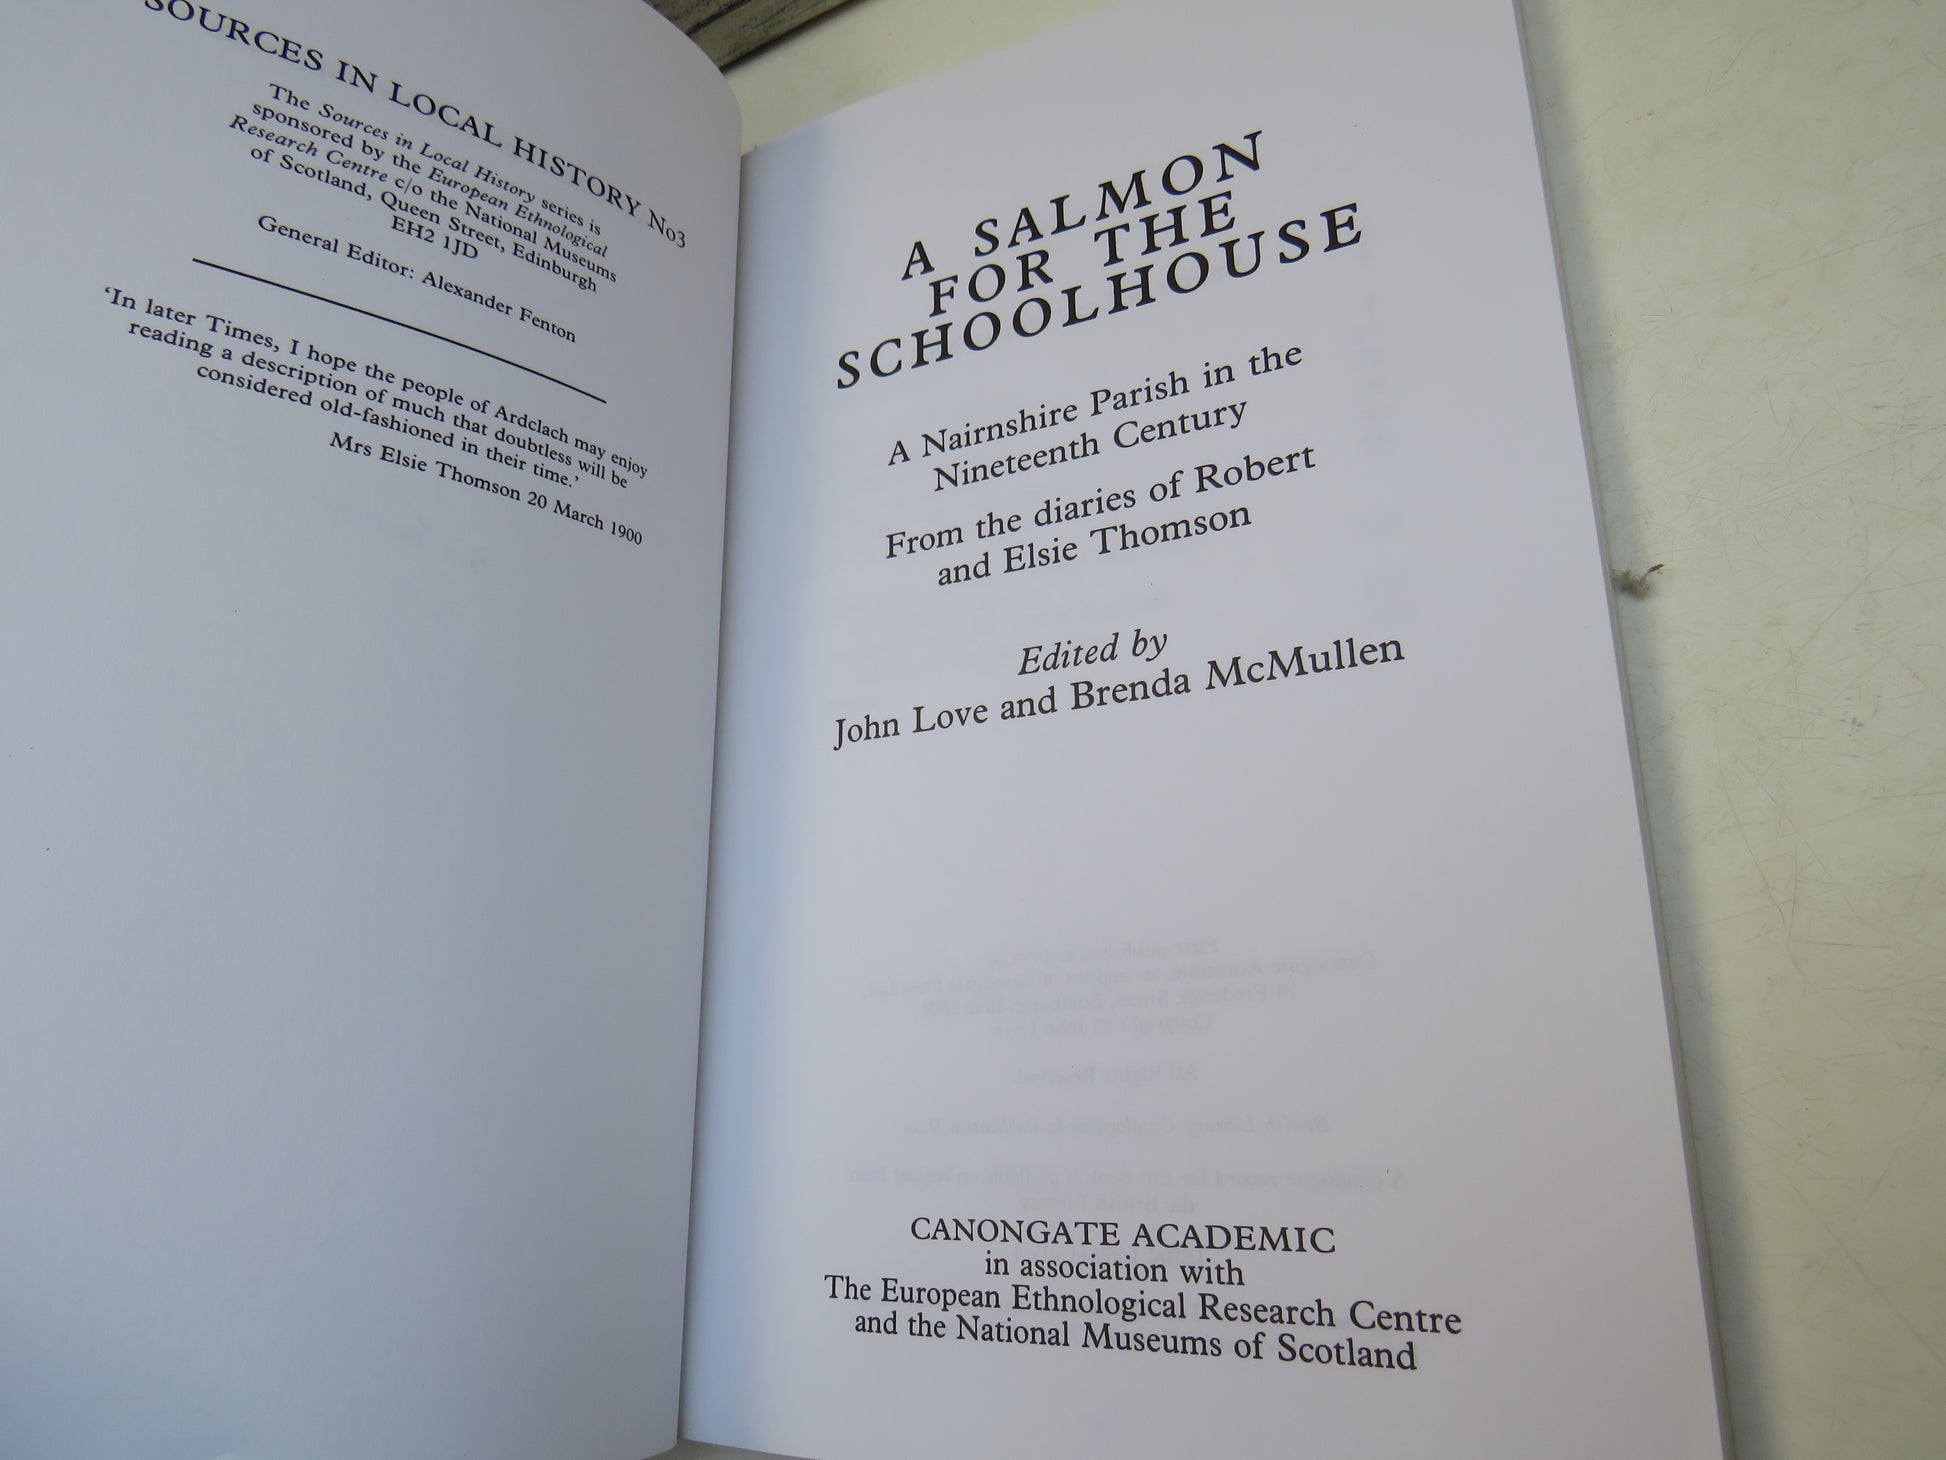 SOURCES IN LOCAL HISTORY No3
The Sources in Local History series is
sponsored by the European Ethnological
Research Centre c/o the National Museums
of Scotland, Queen Street, Edinburgh
EH2 1JD
General Editor: Alexander Fenton
‘In later Times, I hope the people of Ardclach may enjoy
reading a description of much that doubtless will be
considered old-fashioned in their time.’
Mrs Elsie Thomson 20 March 1900
A SALMON
FOR THE
SCHOOLHOUSE
A Nairnshire Parish in the
Nineteenth Century
From the diaries of Robert
and Elsie Thomson
Edited by
John Love and Brenda McMullen
CANONGATE ACADEMIC
in association with
The European Ethnological Research Centre
and the National Museums of Scotland